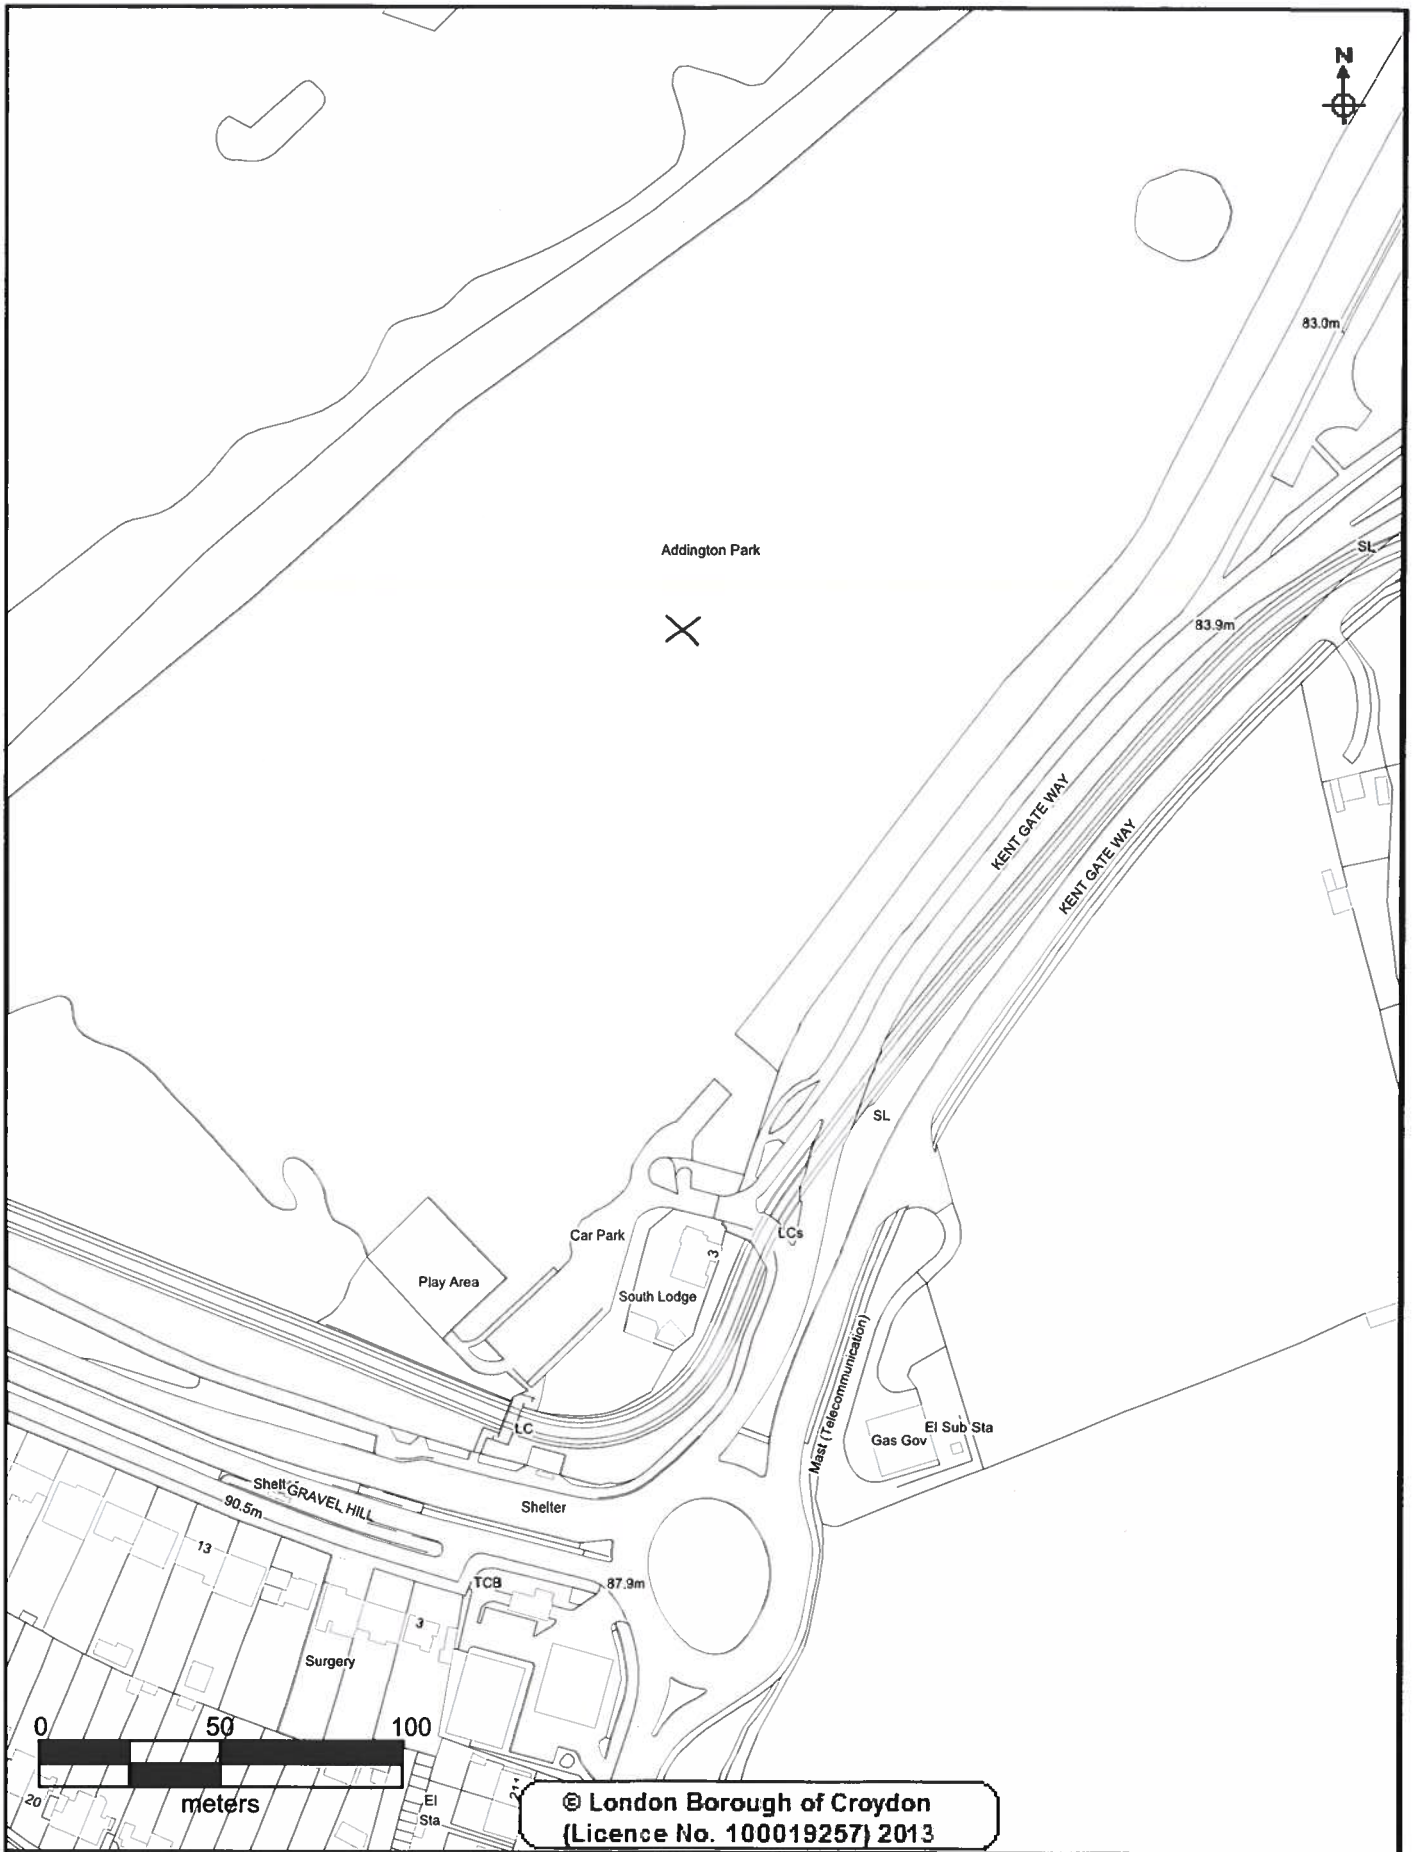 N
83.0m
Addington Park
SL
83.9m
KENT GATE WAY
KENT GATE WAY
SL
LCs
Car Park
3
Play Area
South Lodge
Mast (Telecommunication)
LC
El Sub Sta
Gas Gov
Shelt
GRAVEL HILL
Shelter
90.5m
13
TCB
87.9m
3
Surgery
0 50 100
meters
20
El
Sta
211
© London Borough of Croydon
(Licence No. 100019257) 2013